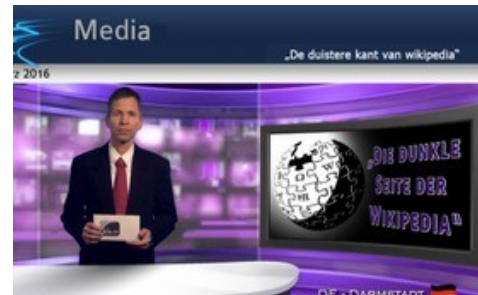 Media
„De duistere kant van wikipedia"
z 2016
„DIE DUNKLE
SEITE DER
WIKIPEDIA"
DE - DARMSTADT